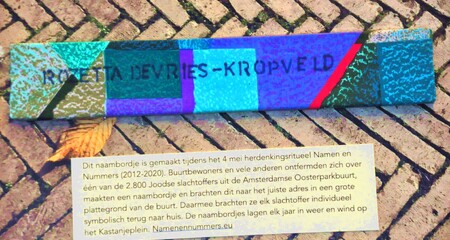 ROZETTA DEVRIES-KROPVELD
Dit naambordje is gemaakt tijdens het 4 mei herdenkingsritueel Namen en
Nummers (2012-2020). Buurtbewoners en vele anderen ontfermden zich over
één van de 2.800 Joodse slachtoffers uit de Amsterdamse Oosterparkbuurt,
maakten een naambordje en brachten dit naar het juiste adres in een grote
plattegrond van de buurt. Daarmee brachten ze elk slachtoffer individueel
symbolisch terug naar huis. De naambordjes lagen elk jaar in weer en wind op
het Kastanjeplein. Namenennummers.eu